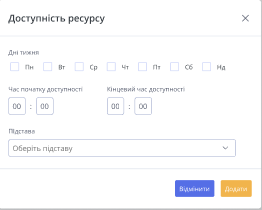 Доступність ресурсу
Дні тижня
Пн Вт Ср Чт Пт Сб Нд
Час початку доступності Кінцевий час доступності
00 : 00 00 : 00
Підстава
Оберіть підставу
Відмінити Додати